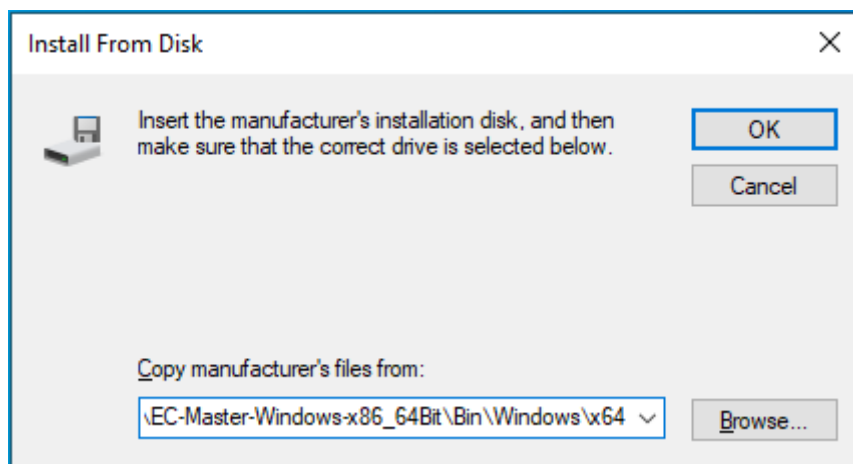 Install From Disk
Insert the manufacturer's installation disk, and then
make sure that the correct drive is selected below.
OK
Cancel
Copy manufacturer's files from:
\EC-Master-Windows-x86_64Bit\Bin\Windows\x64
Browse...